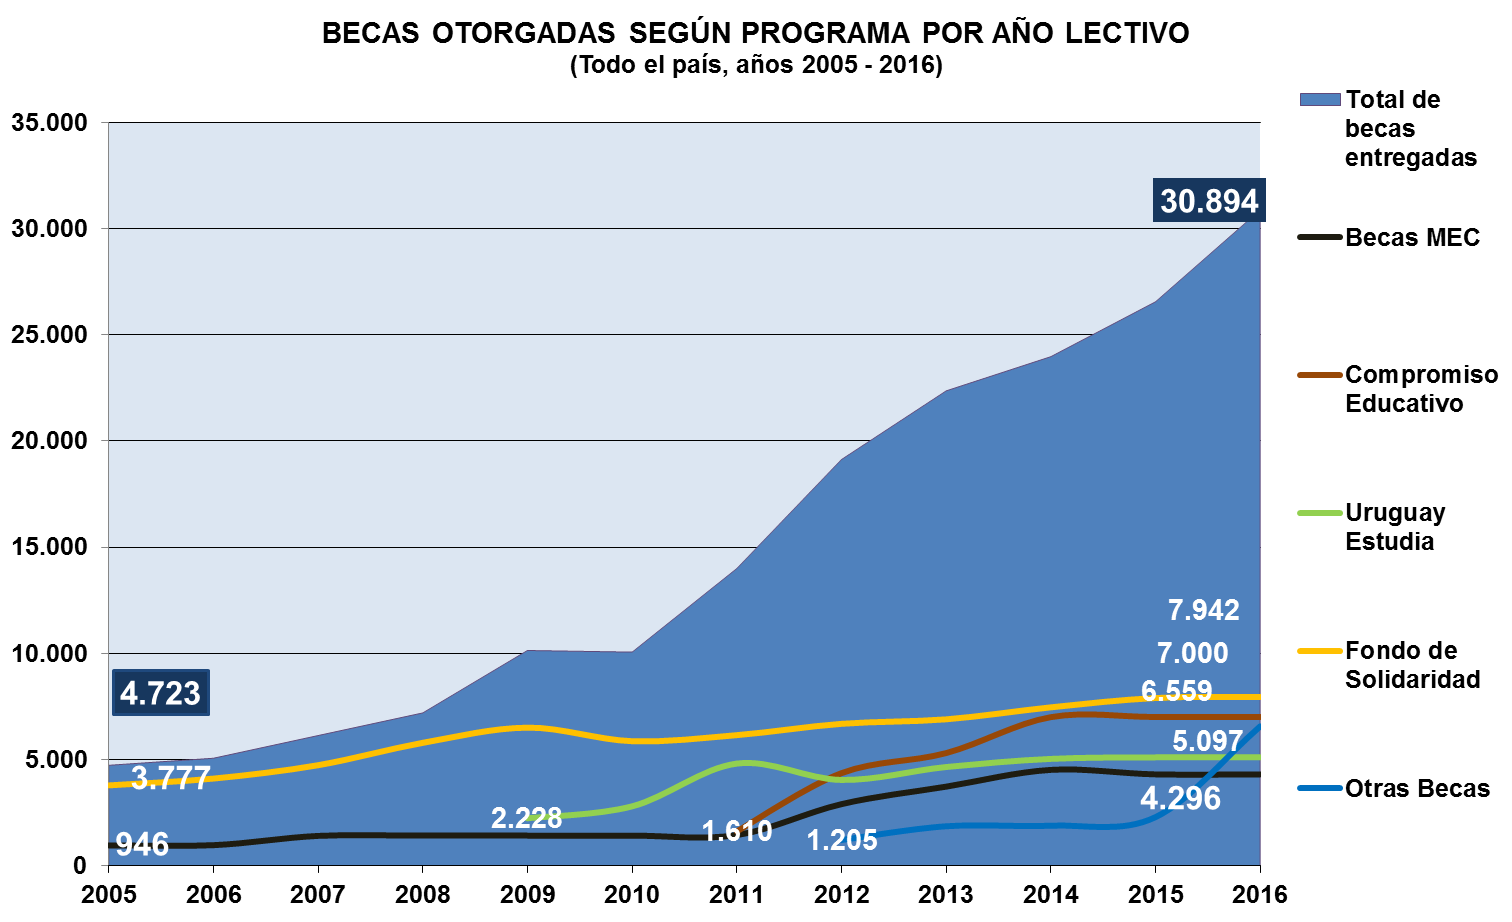 BECAS OTORGADAS SEGÚN PROGRAMA POR AÑO LECTIVO
(Todo el país, años 2005 - 2016)
35.000
30.000
25.000
20.000
15.000
10.000
5.000
0
30.894
4.723
3.777
946
2.228
1.610
1.205
7.942
7.000
6.559
5.097
4.296
2005 2006 2007 2008 2009 2010 2011 2012 2013 2014 2015 2016
Total de
becas
entregadas
Becas MEC
Compromiso
Educativo
Uruguay
Estudia
Fondo de
Solidaridad
Otras Becas